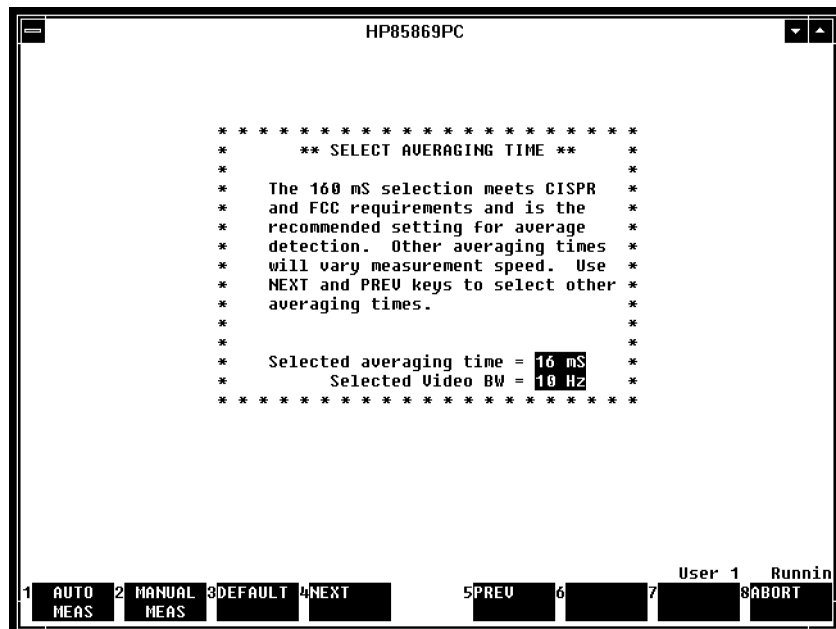 HP85869PC
* * * * * * * * * * * * * * * * * * * * *
* ** SELECT AVERAGING TIME ** *
* *
* The 160 mS selection meets CISPR *
* and FCC requirements and is the *
* recommended setting for average *
* detection. Other averaging times *
* will vary measurement speed. Use *
* NEXT and PREV keys to select other *
* averaging times. *
* *
* *
* Selected averaging time = 16 mS *
* Selected Video BW = 10 Hz *
* * * * * * * * * * * * * * * * * * * * *
User 1 Runnin
1 AUTO MEAS 2 MANUAL MEAS 3 DEFAULT 4 NEXT 5 PREV 6 7 8 ABORT